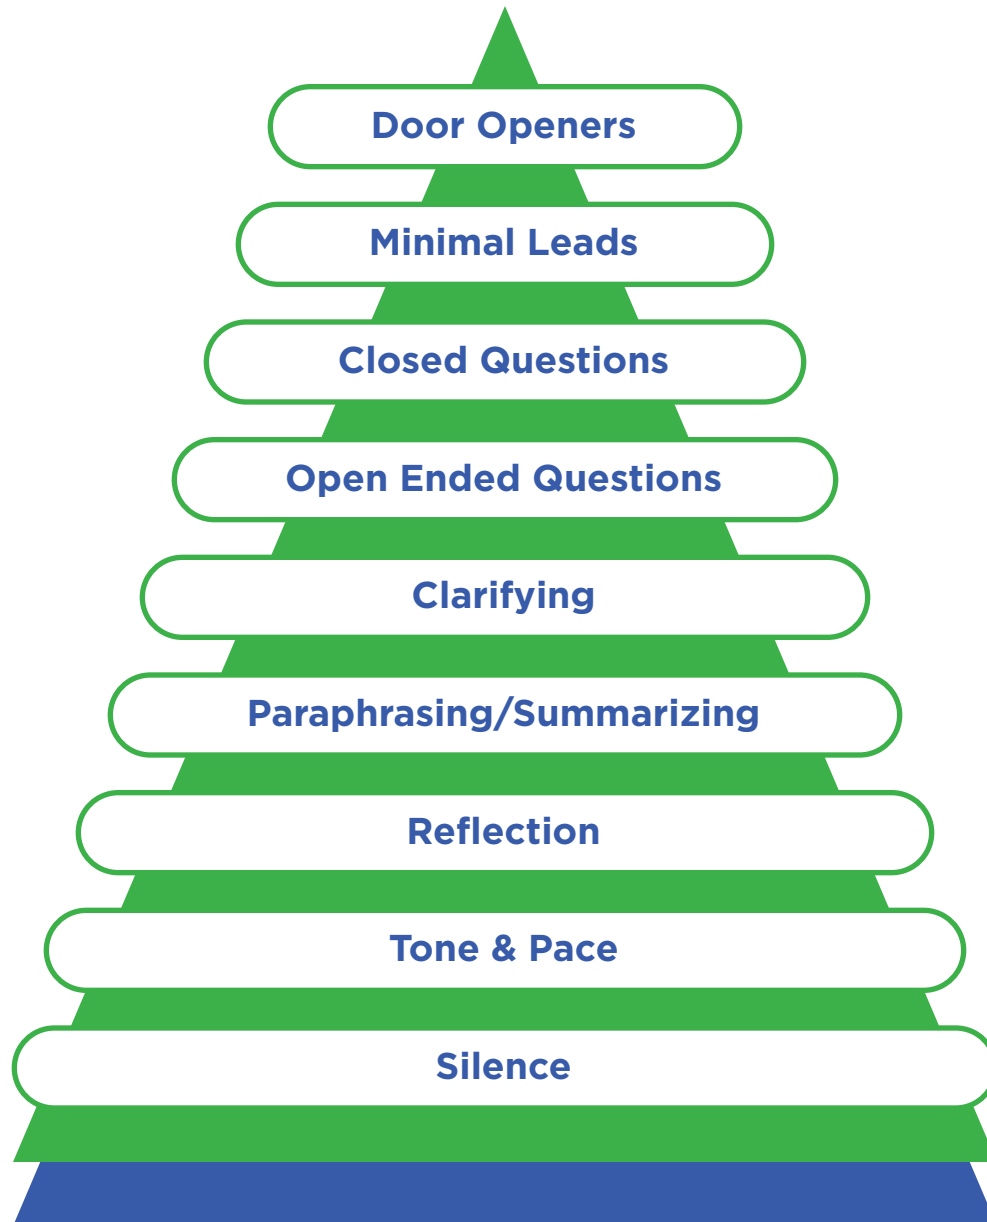 Door Openers
Minimal Leads
Closed Questions
Open Ended Questions
Clarifying
Paraphrasing/Summarizing
Reflection
Tone & Pace
Silence